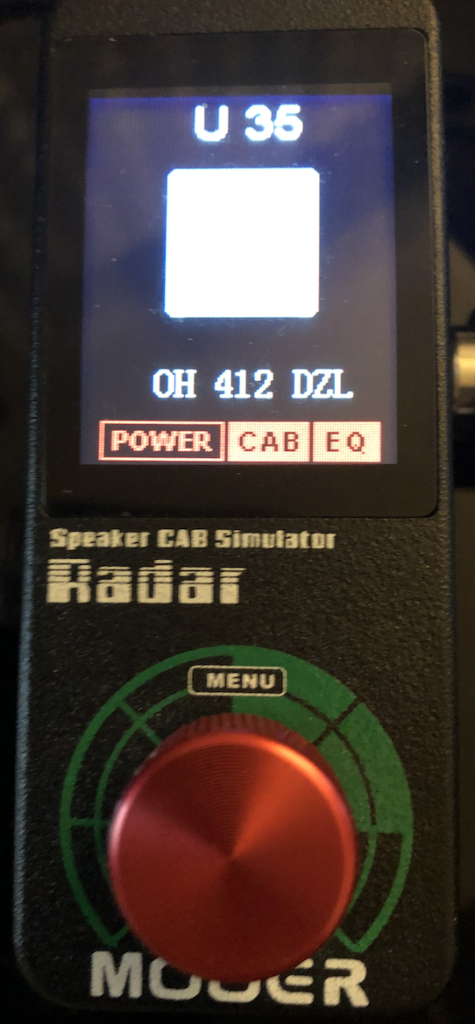 U 35
OH 412 DZL
POWER CAB EQ
Speaker CAB Simulator
Radar
MENU
MOOER